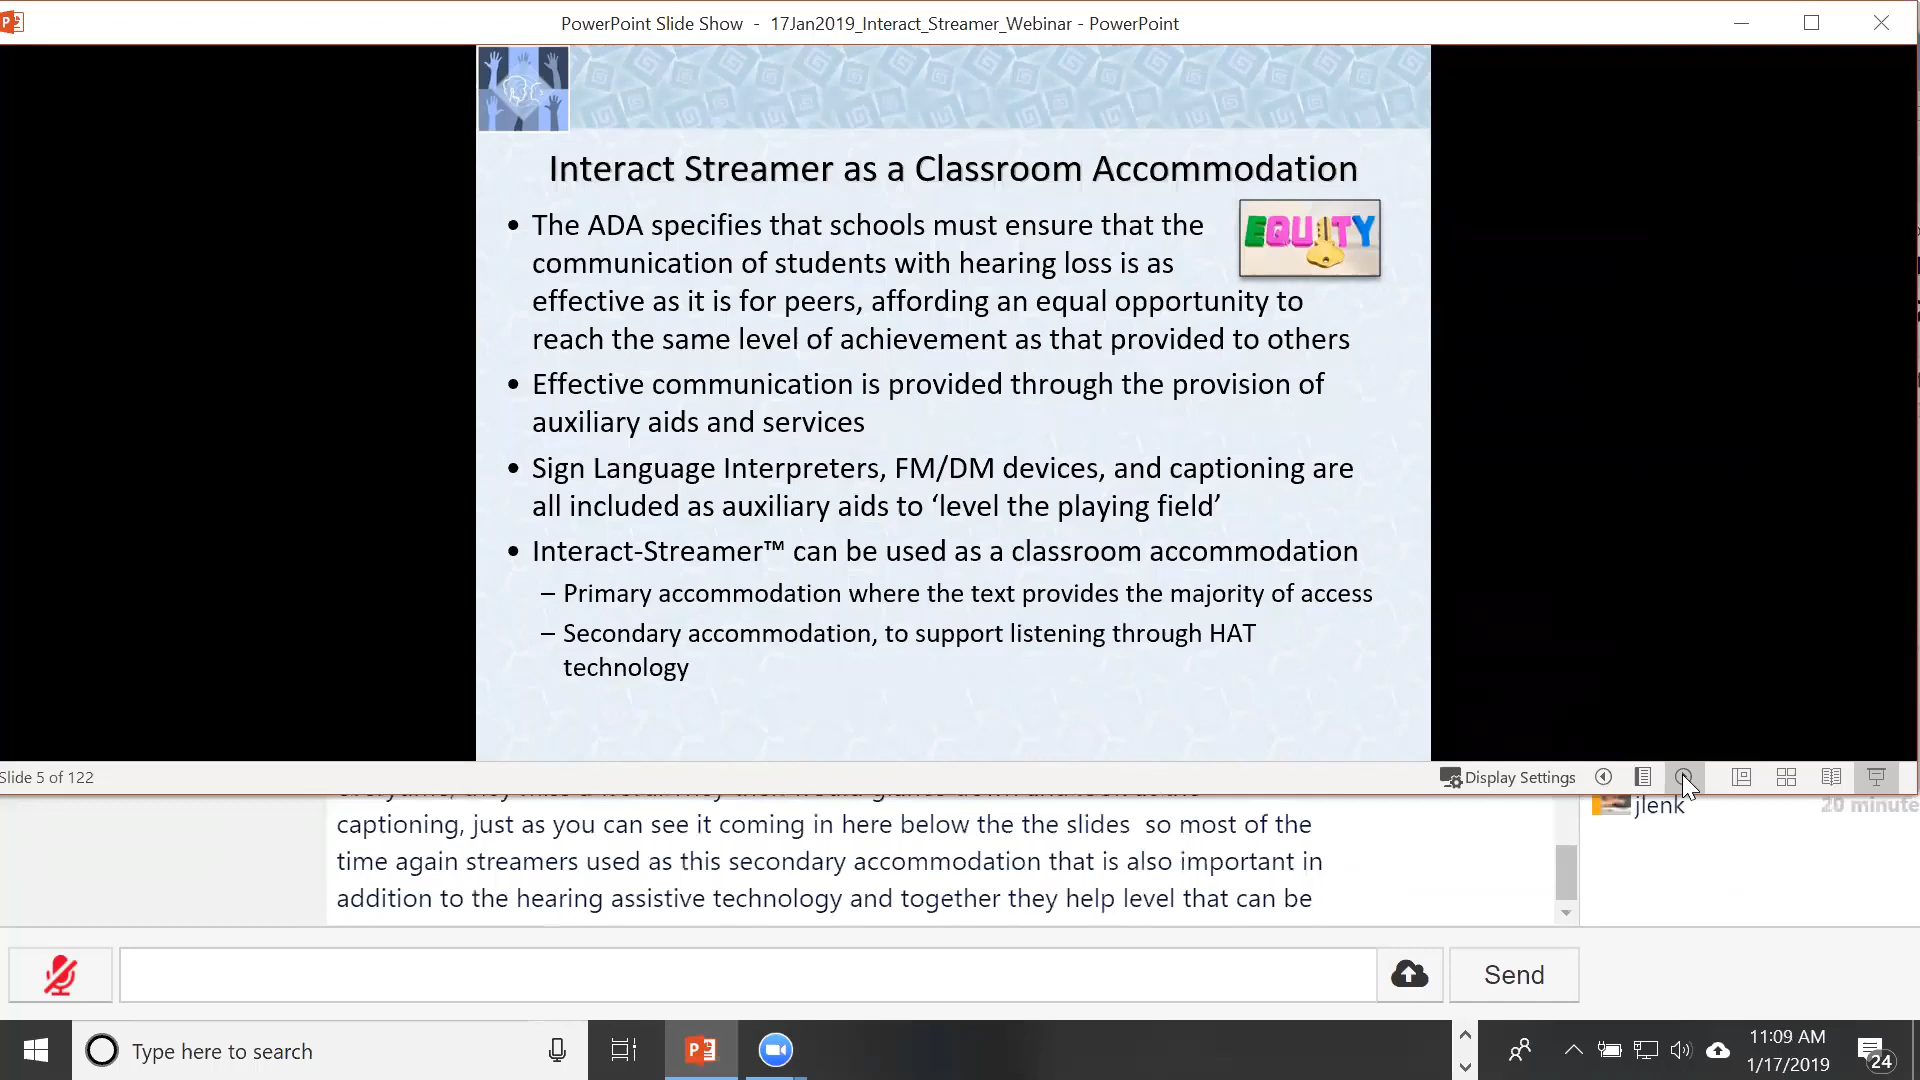 PowerPoint Slide Show - 17Jan2019_Interact_Streamer_Webinar - PowerPoint
Interact Streamer as a Classroom Accommodation
• The ADA specifies that schools must ensure that the
communication of students with hearing loss is as
effective as it is for peers, affording an equal opportunity to
reach the same level of achievement as that provided to others
EQUITY
• Effective communication is provided through the provision of
auxiliary aids and services
• Sign Language Interpreters, FM/DM devices, and captioning are
all included as auxiliary aids to ‘level the playing field’
• Interact-Streamer™ can be used as a classroom accommodation
– Primary accommodation where the text provides the majority of access
– Secondary accommodation, to support listening through HAT
technology
Slide 5 of 122
Display Settings
jlenk
20 minute
captioning, just as you can see it coming in here below the the slides so most of the
time again streamers used as this secondary accommodation that is also important in
addition to the hearing assistive technology and together they help level that can be
Send
Type here to search
11:09 AM
1/17/2019
24